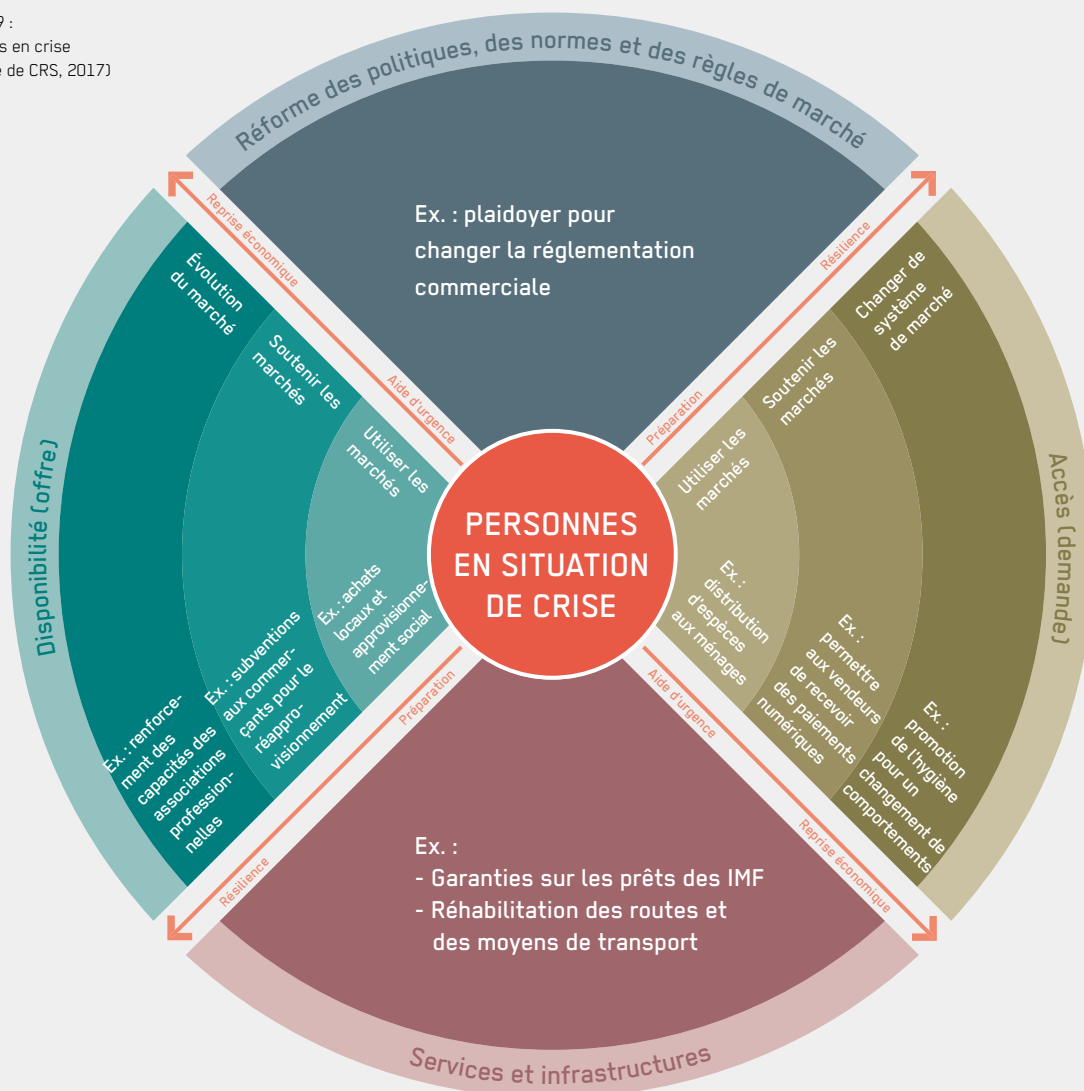 9 :
s en crise
e de CRS, 2017)
Réforme des politiques, des normes et des règles de marché
Ex. : plaidoyer pour
changer la réglementation
commerciale
Reprise économique
Aide d'urgence
Résilience
Préparation
Disponibilité (offre)
Évolution
du marché
Soutenir les
marchés
Utiliser les
marchés
Ex. : achats
locaux et
approvisionne-
ment social
Ex. : subventions
aux commer-
çants pour le
réappro-
visionnement
Ex. : renforce-
ment des
capacités des
associations
profession-
nelles
PERSONNES
EN SITUATION
DE CRISE
Accès (demande)
Changer de
système
de marché
Soutenir les
marchés
Utiliser les
marchés
Ex. :
distribution
d'espèces
aux ménages
Ex. :
permettre
aux vendeurs
de recevoir
des paiements
numériques
Ex. :
promotion
de l'hygiène
pour un
changement de
comportements
Préparation
Résilience
Aide d'urgence
Reprise économique
Ex. :
- Garanties sur les prêts des IMF
- Réhabilitation des routes et
des moyens de transport
Services et infrastructures